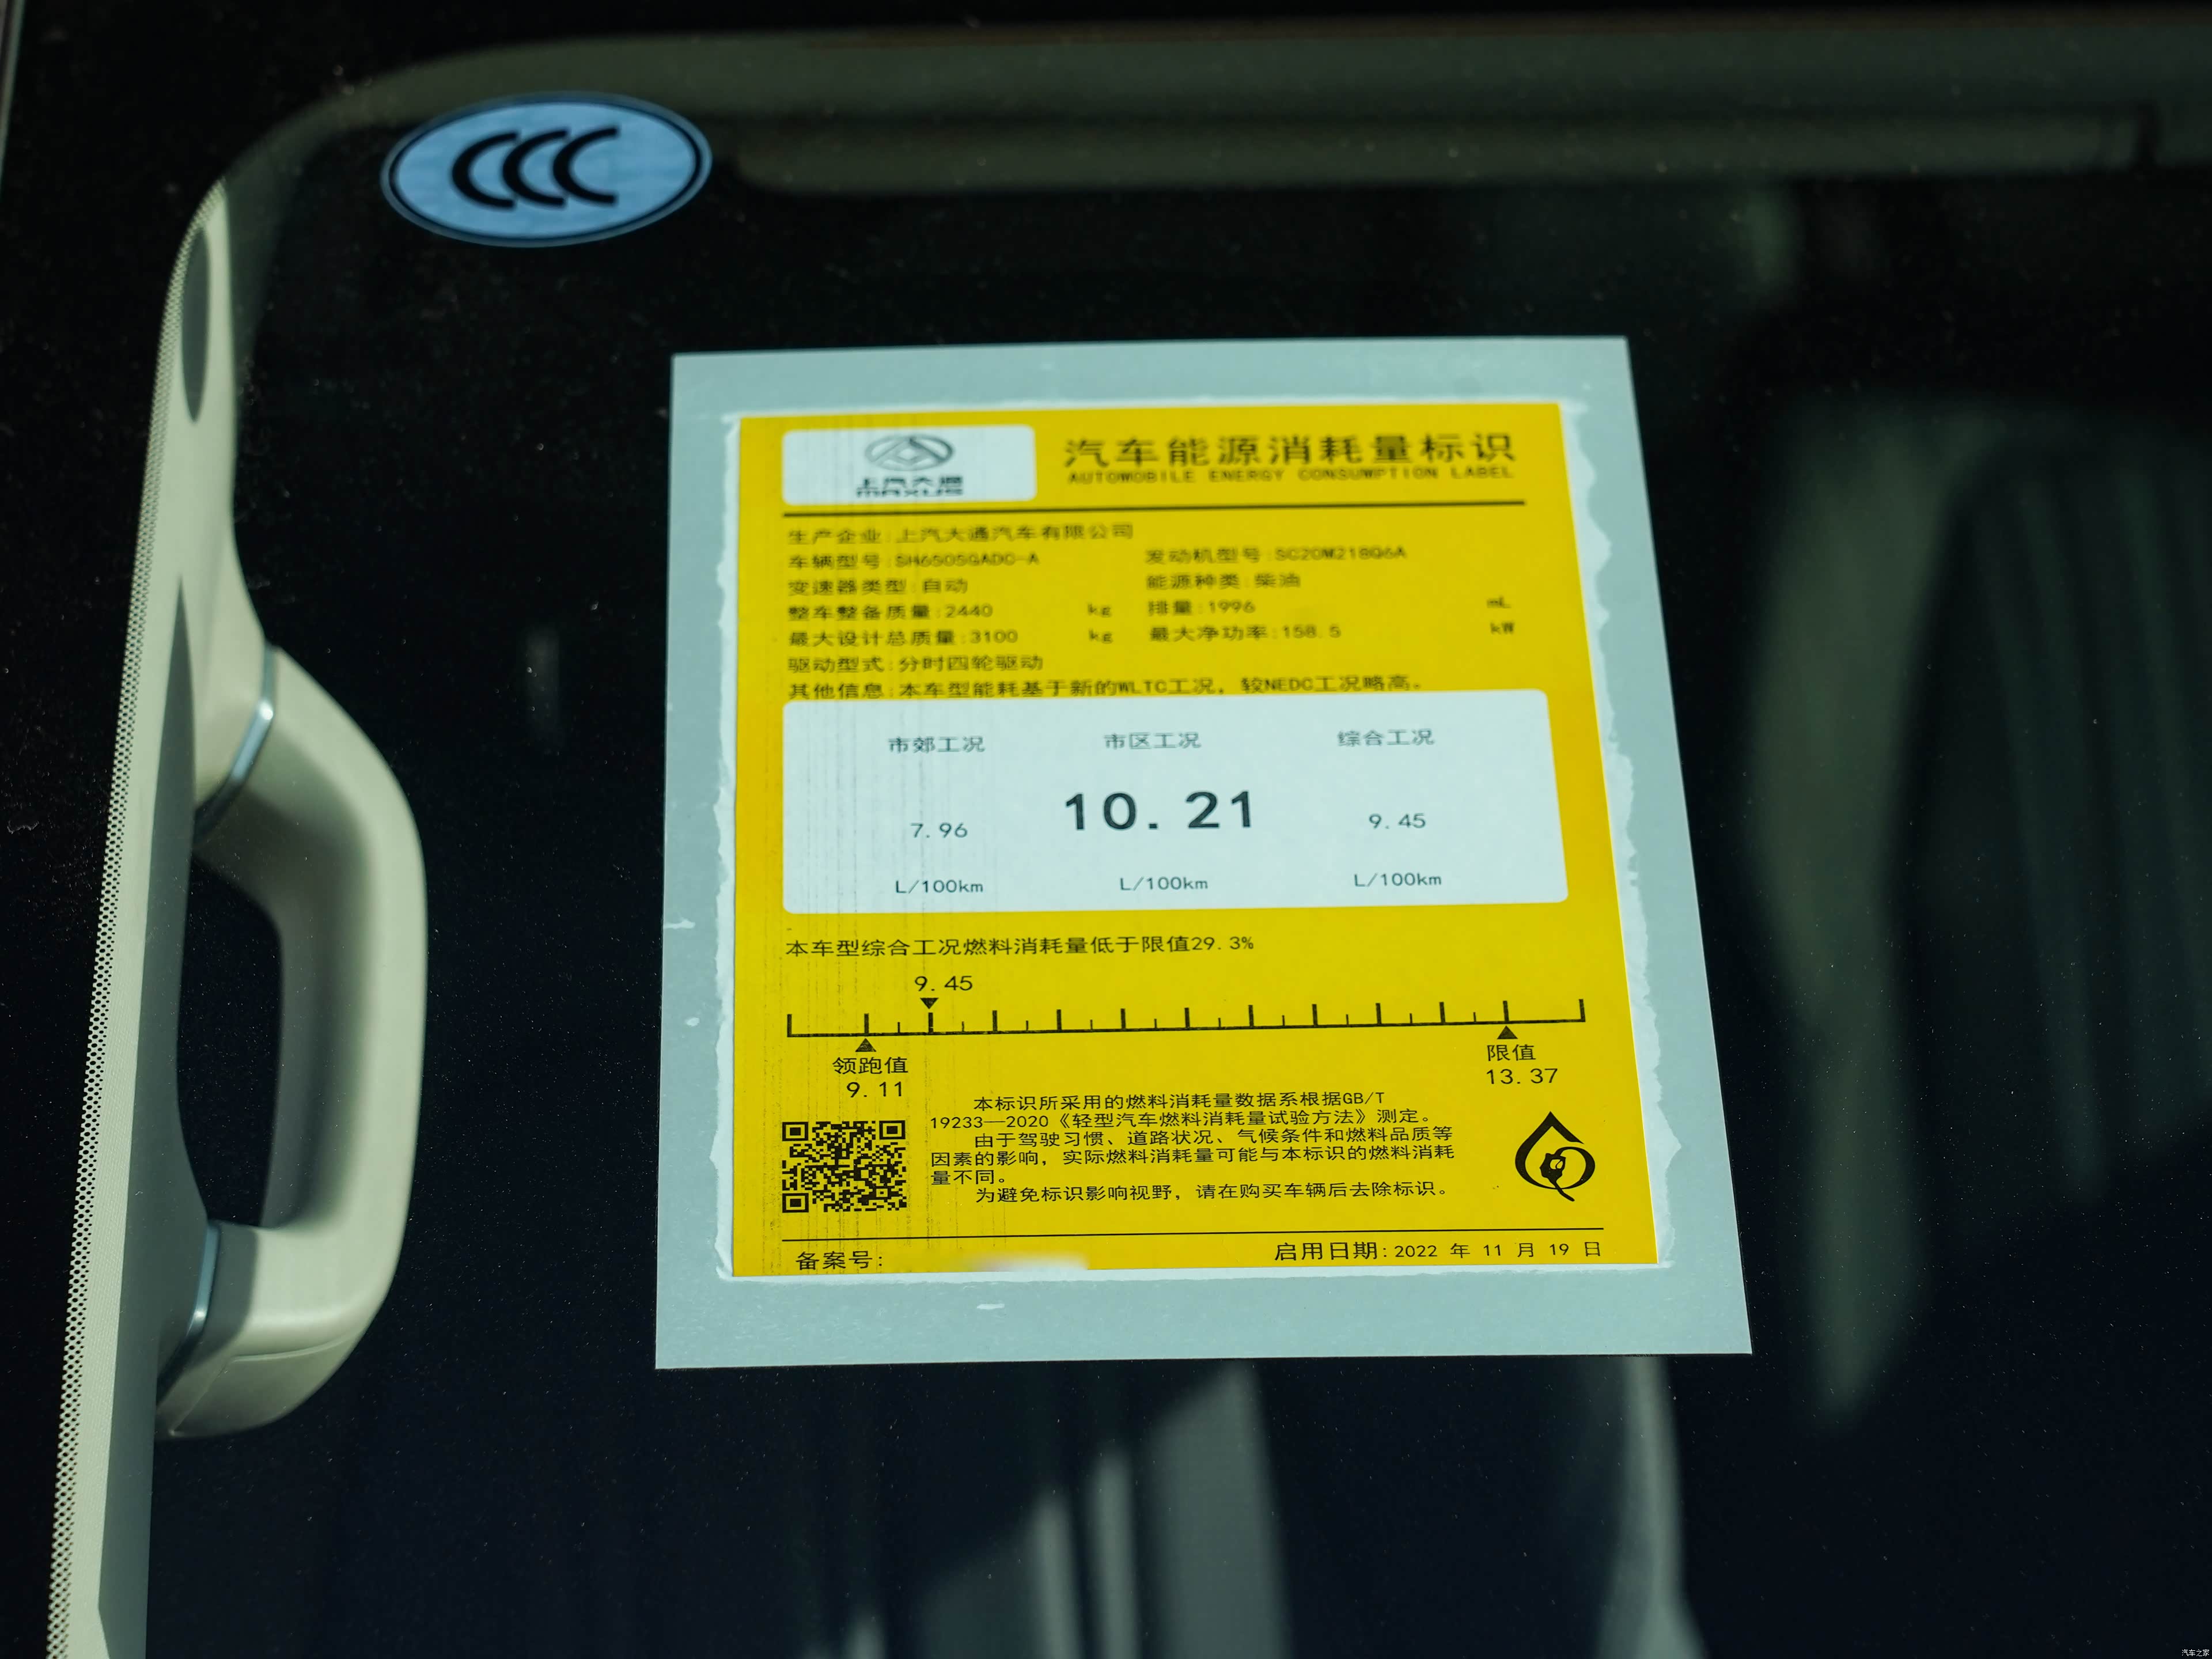 CCC
上汽大通
MAXUS
汽车能源消耗量标识
AUTOMOBILE ENERGY CONSUMPTION LABEL
生产企业:上汽大通汽车有限公司
车辆型号:SH6505GADC-A 发动机型号:SC20M218Q6A
变速器类型:自动 能源种类:柴油
整车整备质量:2440 kg 排量:1996 mL
最大设计总质量:3100 kg 最大净功率:158.5 kW
驱动型式:分时四轮驱动
其他信息:本车型能耗基于新的WLTC工况，较NEDC工况略高。
市郊工况 市区工况 综合工况
7.96 10.21 9.45
L/100km L/100km L/100km
本车型综合工况燃料消耗量低于限值29.3%
9.45
领跑值 限值
9.11 13.37
本标识所采用的燃料消耗量数据系根据GB/T
19233—2020《轻型汽车燃料消耗量试验方法》测定。
由于驾驶习惯、道路状况、气候条件和燃料品质等
因素的影响，实际燃料消耗量可能与本标识的燃料消耗
量不同。
为避免标识影响视野，请在购买车辆后去除标识。
备案号: 启用日期:2022 年 11 月 19 日
汽车之家